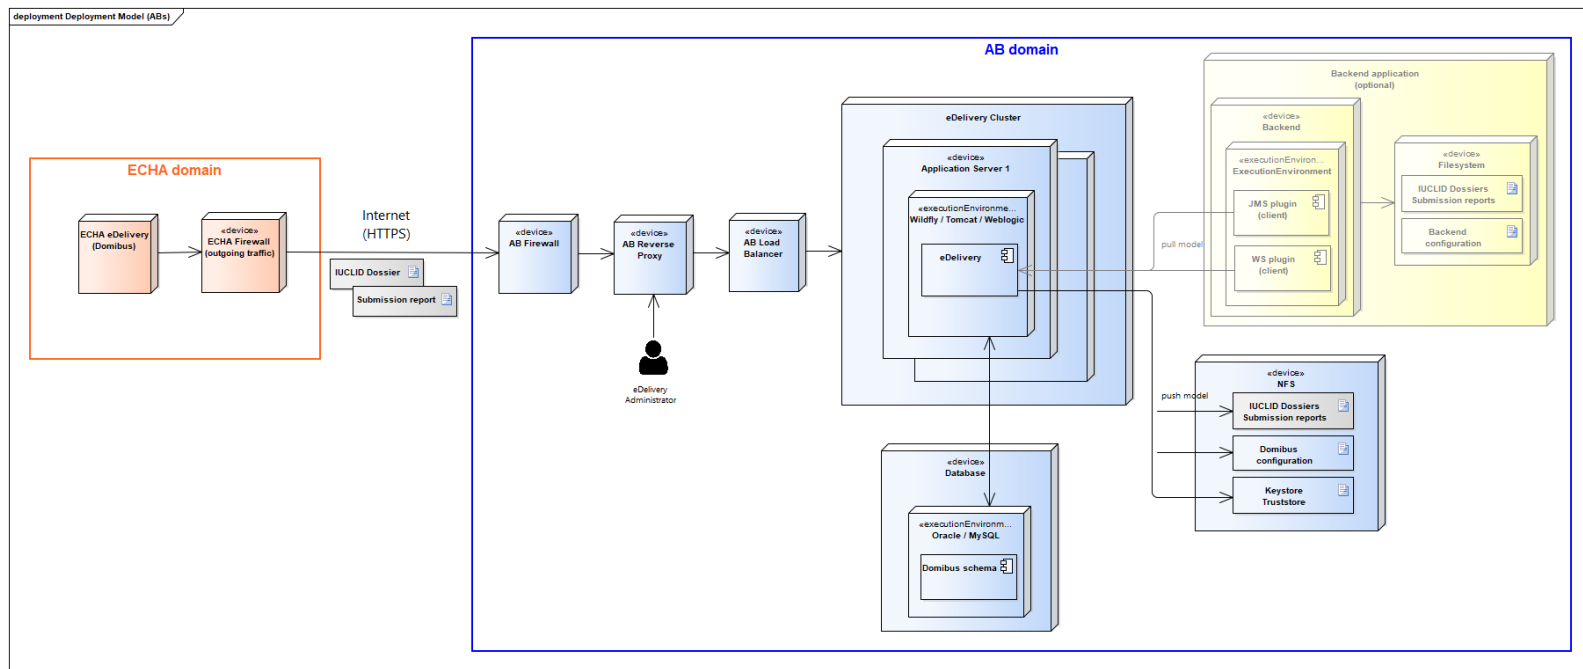 deployment Deployment Model (ABs)
AB domain
ECHA domain
ECHA eDelivery
(Domibus)
«device»
ECHA Firewall
(outgoing traffic)
Internet
(HTTPS)
IUCLID Dossier
Submission report
«device»
AB Firewall
«device»
AB Reverse
Proxy
«device»
AB Load
Balancer
eDelivery
Administrator
eDelivery Cluster
«device»
Application Server 1
«executionEnvironme...
Wildfly / Tomcat / Weblogic
eDelivery
«device»
Database
«executionEnvironm...
Oracle / MySQL
Domibus schema
Backend application
(optional)
«device»
Backend
«executionEnviron...
ExecutionEnvironment
JMS plugin
(client)
pull model
WS plugin
(client)
«device»
Filesystem
IUCLID Dossiers
Submission reports
Backend
configuration
«device»
NFS
push model
IUCLID Dossiers
Submission reports
Domibus
configuration
Keystore
Truststore